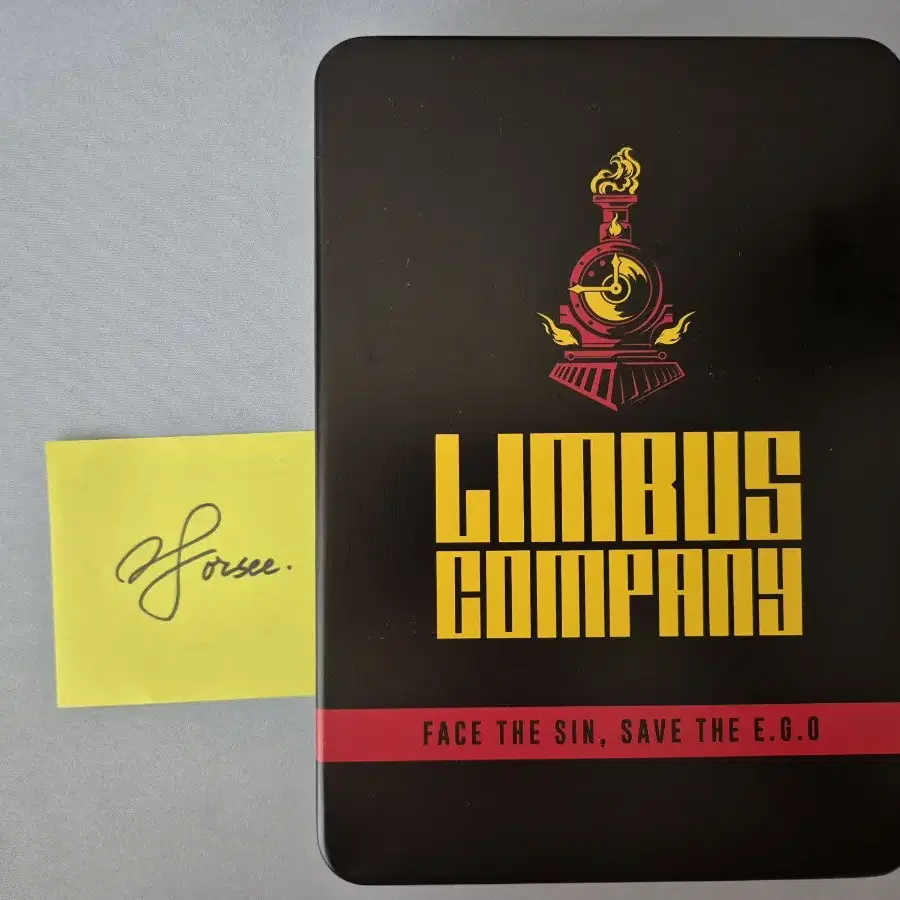 Horsee.
LIMBUS
COMPANY
FACE THE SIN, SAVE THE E.G.O